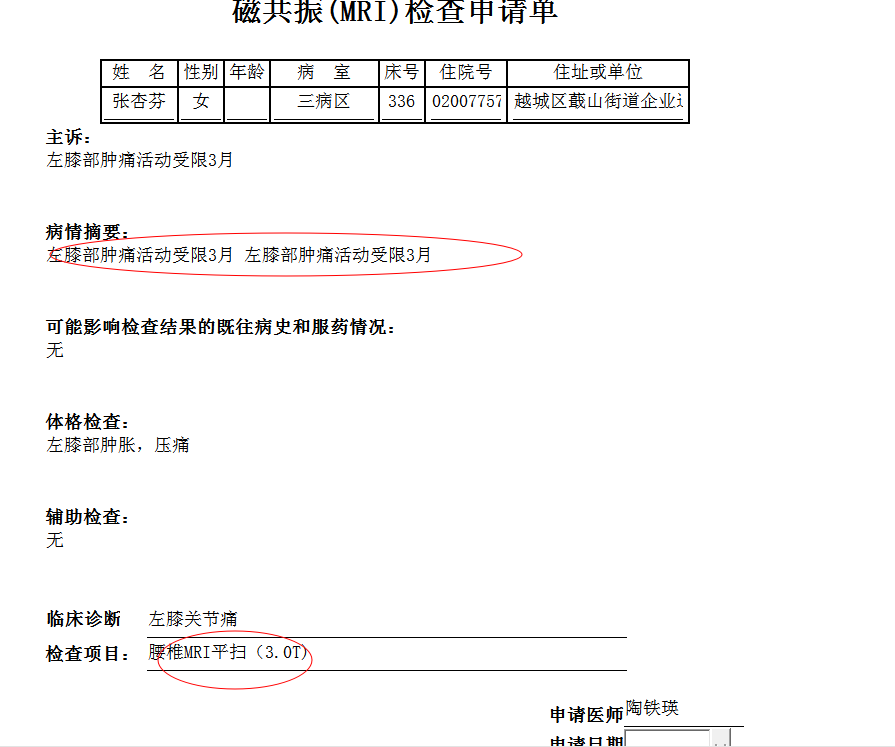 磁共振(MRI)检查申请单
姓 名 性别 年龄 病 室 床号 住院号 住址或单位
张杏芬 女 三病区 336 02007757 越城区蕺山街道企业
主诉:
左膝部肿痛活动受限3月
病情摘要:
左膝部肿痛活动受限3月 左膝部肿痛活动受限3月
可能影响检查结果的既往病史和服药情况:
无
体格检查:
左膝部肿胀，压痛
辅助检查:
无
临床诊断 左膝关节痛
检查项目: 腰椎MRI平扫（3.0T)
申请医师 陶铁瑛
申请日期